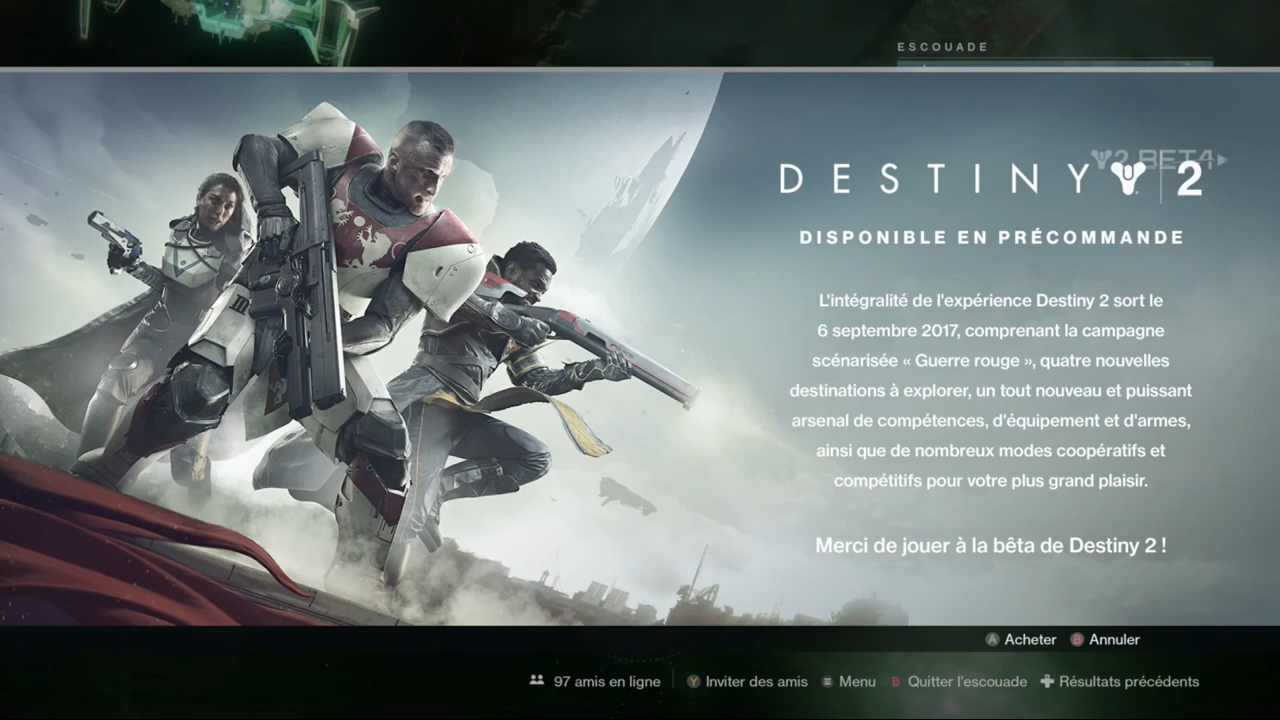 ESCOUADE
2 BETA
DESTINY 2
DISPONIBLE EN PRÉCOMMANDE
L'intégralité de l'expérience Destiny 2 sort le
6 septembre 2017, comprenant la campagne
scénarisée « Guerre rouge », quatre nouvelles
destinations à explorer, un tout nouveau et puissant
arsenal de compétences, d'équipement et d'armes,
ainsi que de nombreux modes coopératifs et
compétitifs pour votre plus grand plaisir.
Merci de jouer à la bêta de Destiny 2 !
A Acheter B Annuler
97 amis en ligne Y Inviter des amis Menu B Quitter l'escouade Résultats précédents